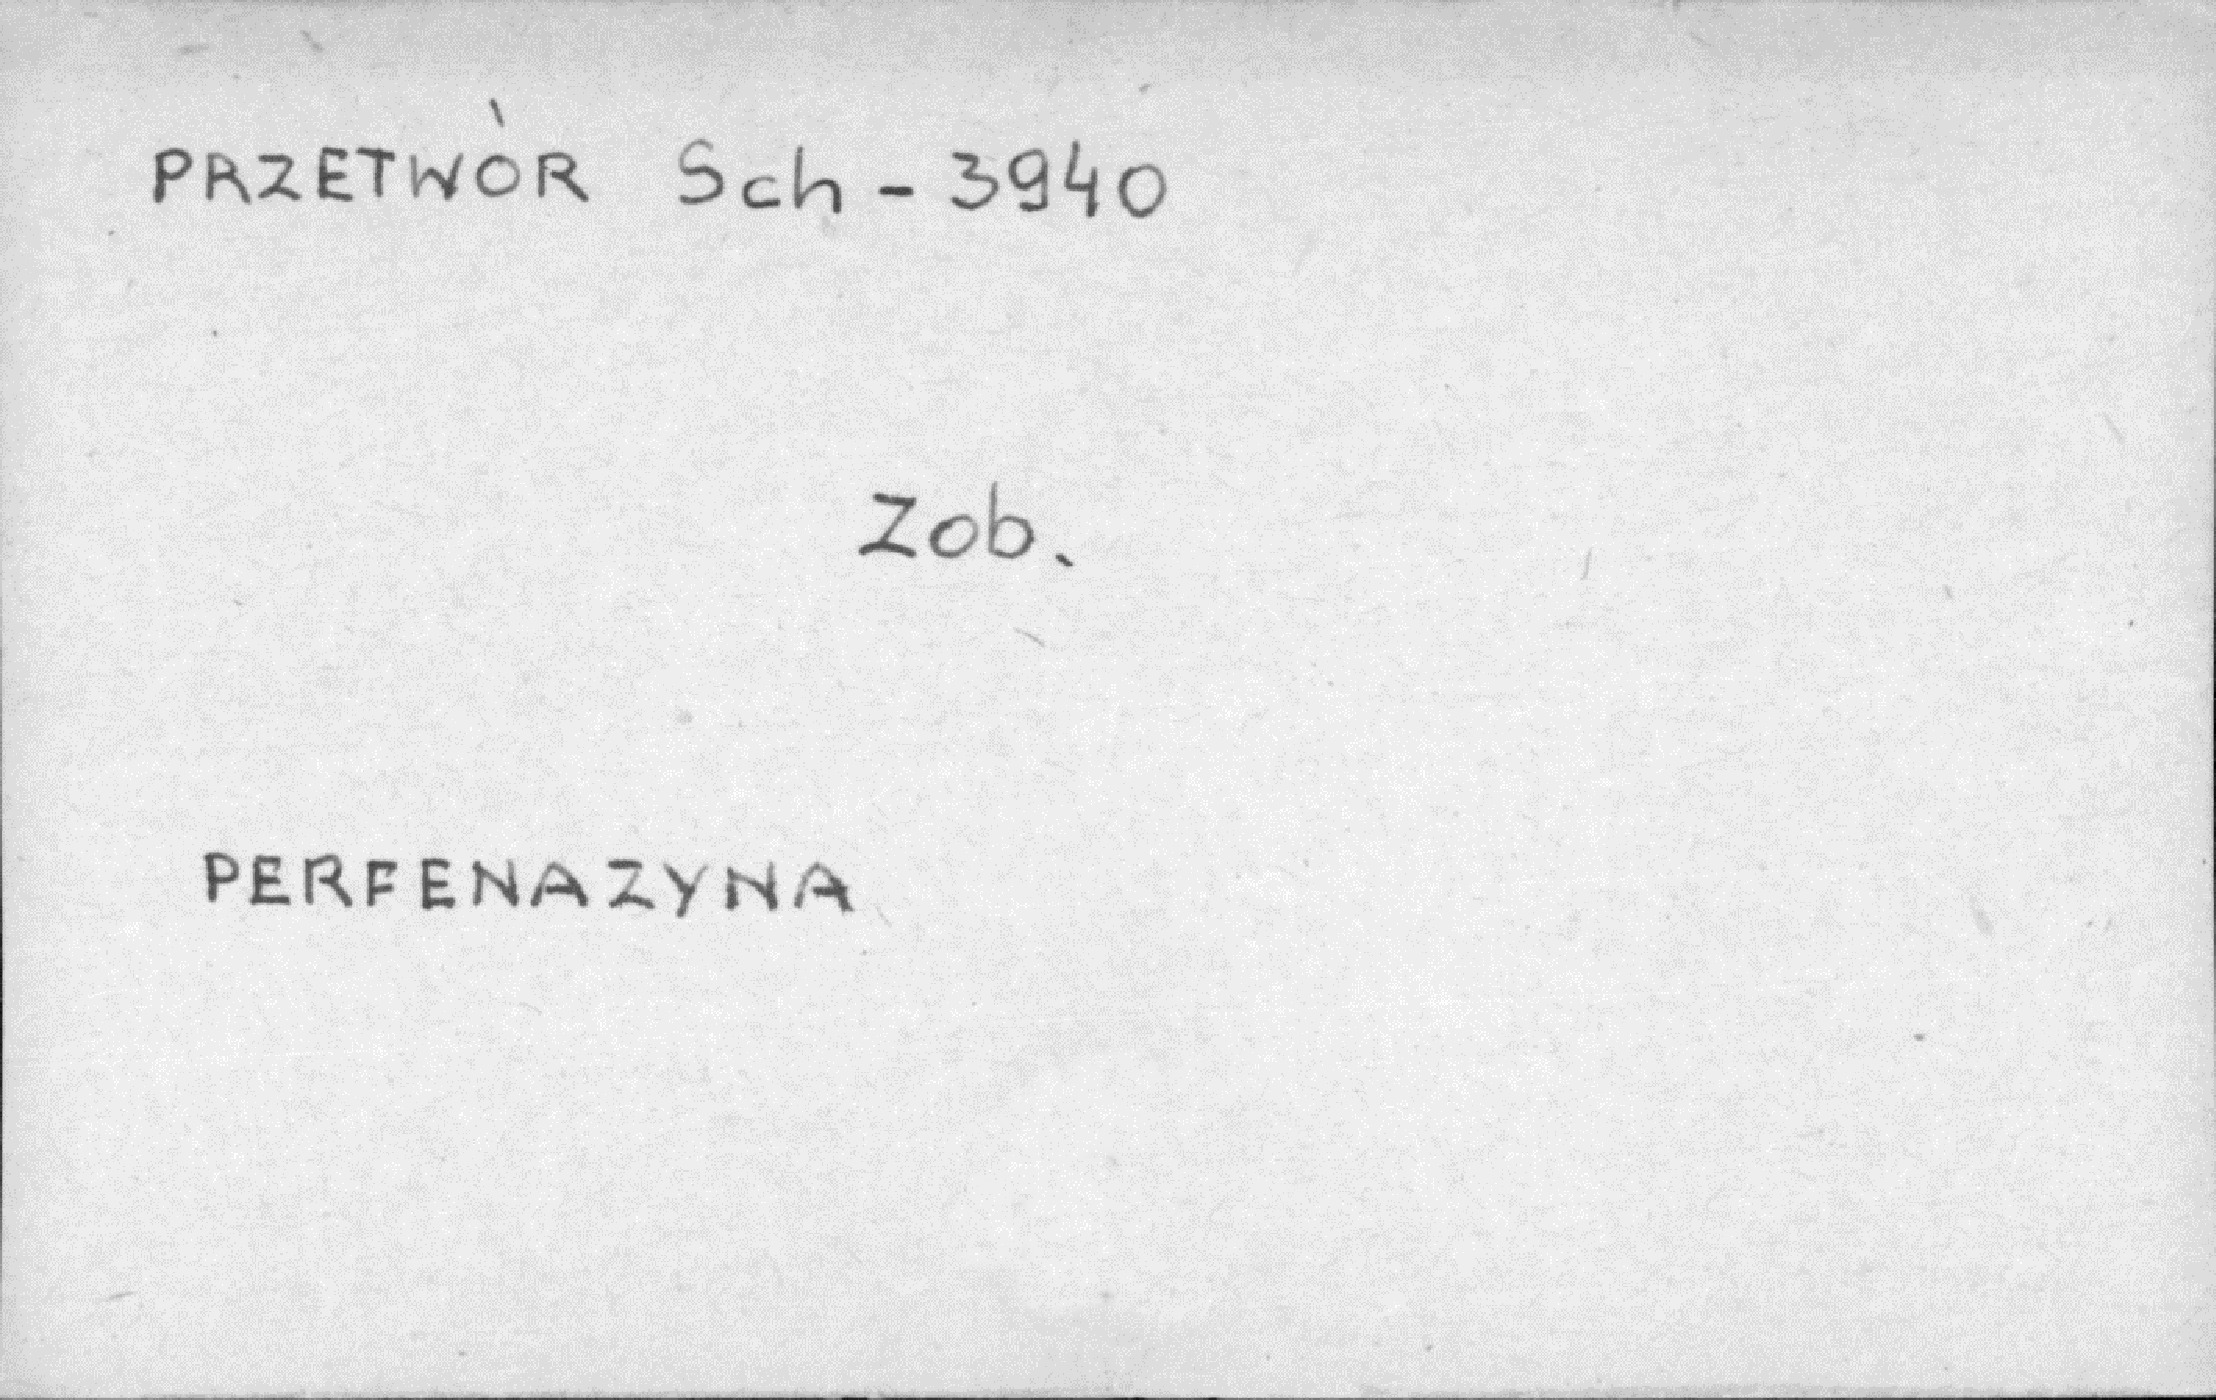 PRZETWÓR Sch - 3940
Zob.
PERFENAZYNA